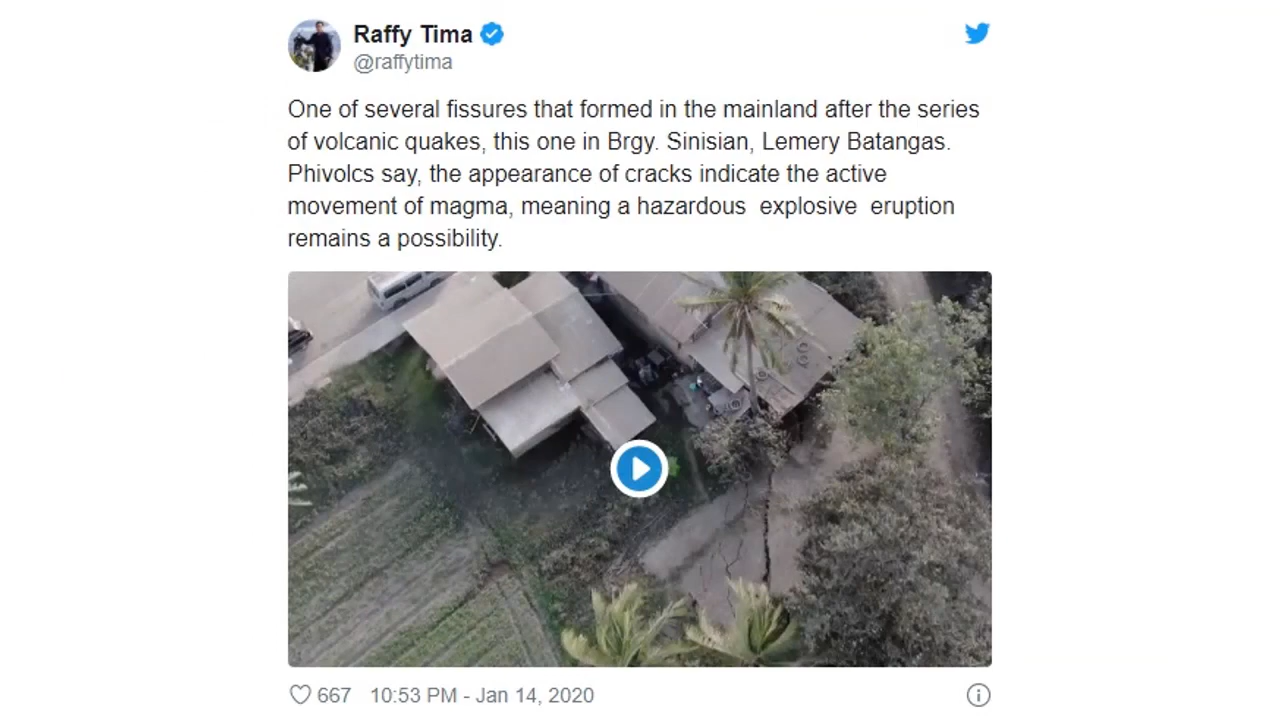 Raffy Tima
@raffytima
One of several fissures that formed in the mainland after the series
of volcanic quakes, this one in Brgy. Sinisian, Lemery Batangas.
Phivolcs say, the appearance of cracks indicate the active
movement of magma, meaning a hazardous  explosive  eruption
remains a possibility.
667 10:53 PM - Jan 14, 2020